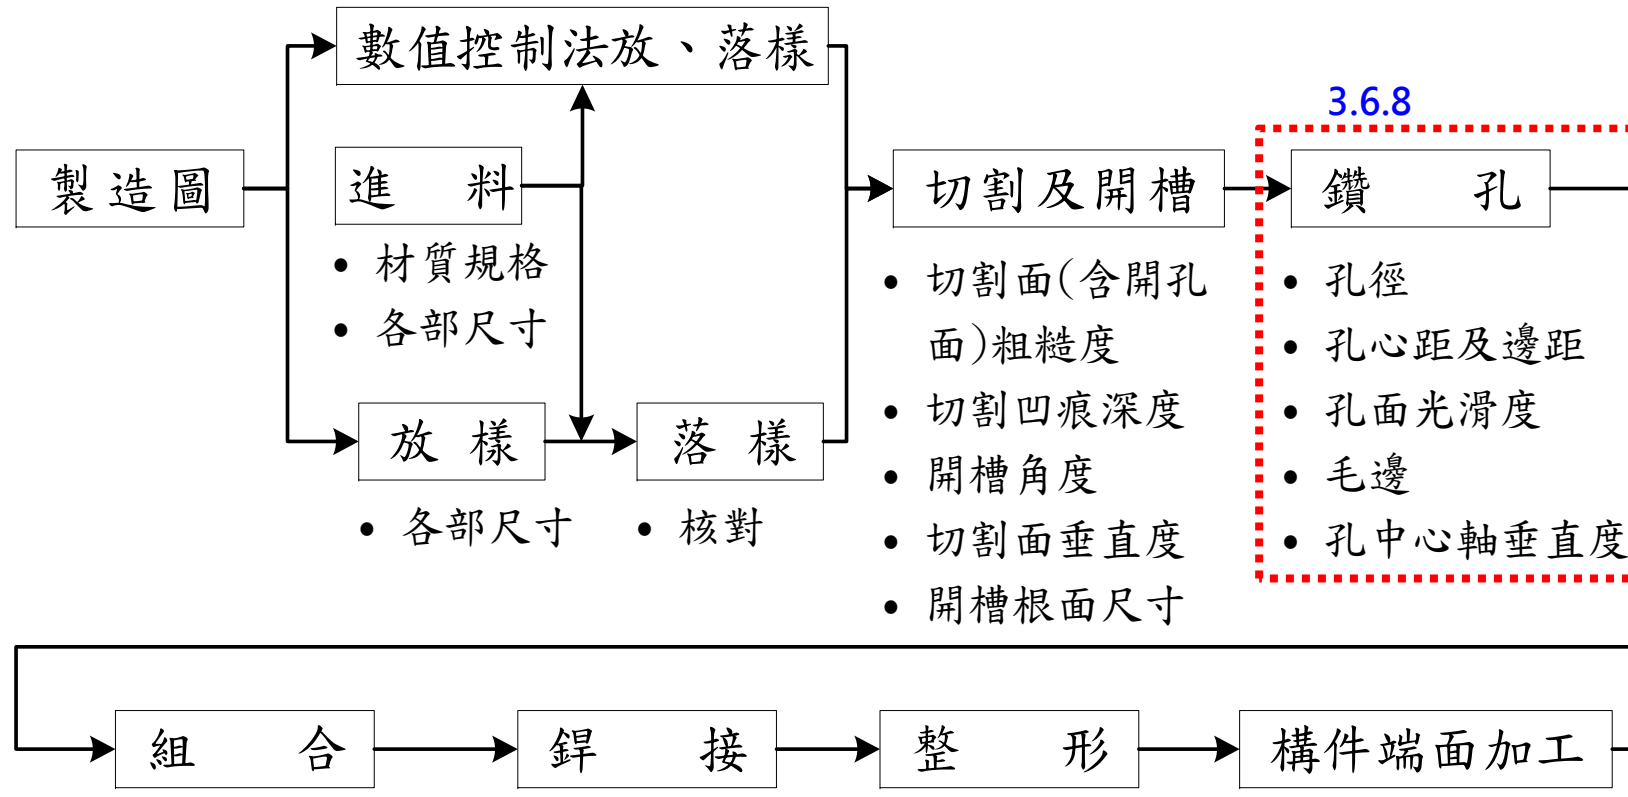 數值控制法放、落樣
3.6.8
製造圖
進料
切割及開槽
鑽孔
• 材質規格
• 各部尺寸
• 切割面(含開孔
面)粗糙度
• 切割凹痕深度
• 開槽角度
• 切割面垂直度
• 開槽根面尺寸
• 孔徑
• 孔心距及邊距
• 孔面光滑度
• 毛邊
• 孔中心軸垂直度
放樣
落樣
• 各部尺寸
• 核對
組合
銲接
整形
構件端面加工